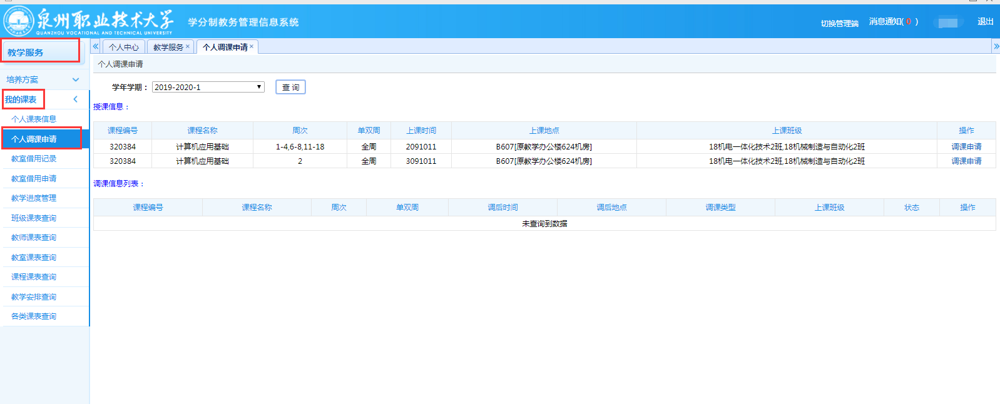 泉州职业技术大学
QUANZHOU VOCATIONAL AND TECHNICAL UNIVERSITY
学分制教务管理信息系统
切换管理端 消息通知(0) 退出
教学服务
« 个人中心 教学服务× 个人调课申请× »
个人调课申请
培养方案
我的课表
个人课表信息
个人调课申请
教室借用记录
教室借用申请
教学进度管理
班级课表查询
教师课表查询
教室课表查询
课程课表查询
教学安排查询
各类课表查询
学年学期： 2019-2020-1 查 询
授课信息：
课程编号 课程名称 周次 单双周 上课时间 上课地点 上课班级 操作
320384 计算机应用基础 1-4,6-8,11-18 全周 2091011 B607[原教学办公楼624机房] 18机电一体化技术2班,18机械制造与自动化2班 调课申请
320384 计算机应用基础 2 全周 3091011 B607[原教学办公楼624机房] 18机电一体化技术2班,18机械制造与自动化2班 调课申请
调课信息列表：
课程编号 课程名称 周次 单双周 调后时间 调后地点 调课类型 上课班级 状态 操作
未查询到数据